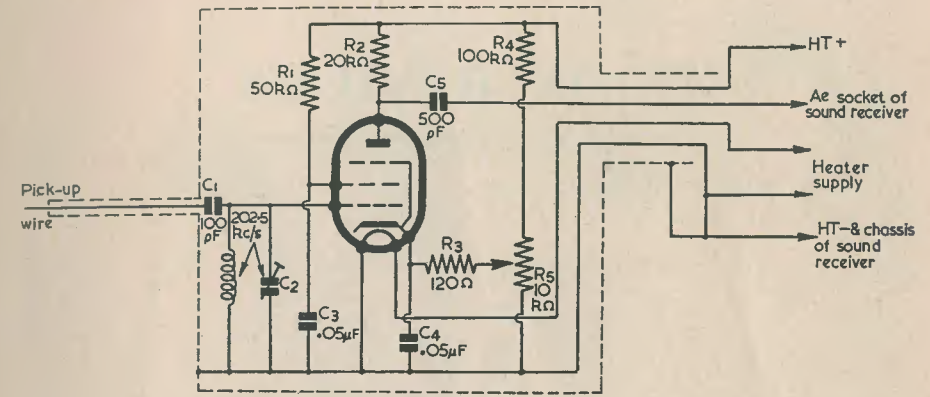 R2
20kΩ
R4
100kΩ
HT+
R1
50kΩ
C5
500
pF
Ae socket of
sound receiver
Pick-up
wire
C1
100
pF
202·5
kc/s
C2
Heater
supply
R3
120Ω
R5
10
kΩ
HT-& chassis
of sound
receiver
C3
·05μF
C4
·05μF